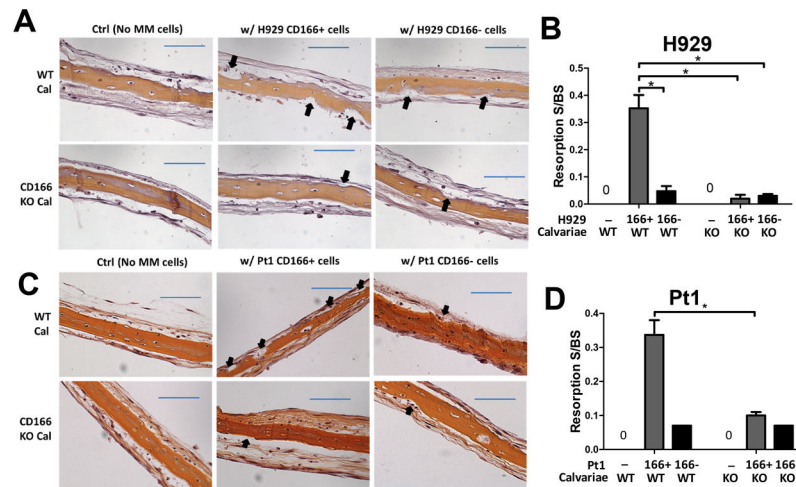 A
Ctrl (No MM cells)
w/ H929 CD166+ cells
w/ H929 CD166- cells
WT
Cal
CD166
KO Cal
B
H929
Resorption S/BS
0.5
0.4
0.3
0.2
0.1
0.0
*
*
*
0
0
H929 – 166+ 166- – 166+ 166-
Calvariae WT WT WT KO KO KO
C
Ctrl (No MM cells)
w/ Pt1 CD166+ cells
w/ Pt1 CD166- cells
WT
Cal
CD166
KO Cal
D
Pt1
Resorption S/BS
0.4
0.3
0.2
0.1
0.0
*
0
0
Pt1 – 166+ 166- – 166+ 166
Calvariae WT WT WT KO KO KO